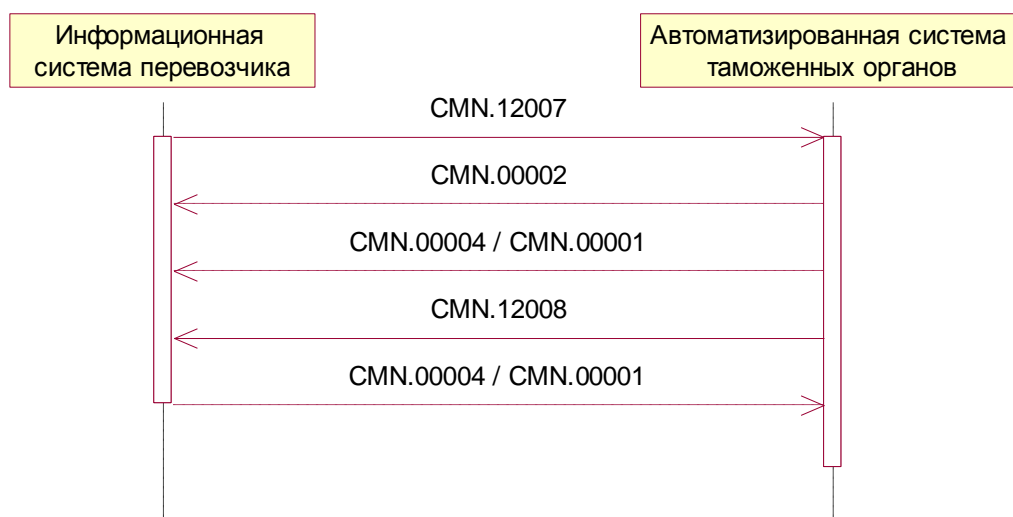 Информационная
система перевозчика
Автоматизированная система
таможенных органов
CMN.12007
CMN.00002
CMN.00004 / CMN.00001
CMN.12008
CMN.00004 / CMN.00001